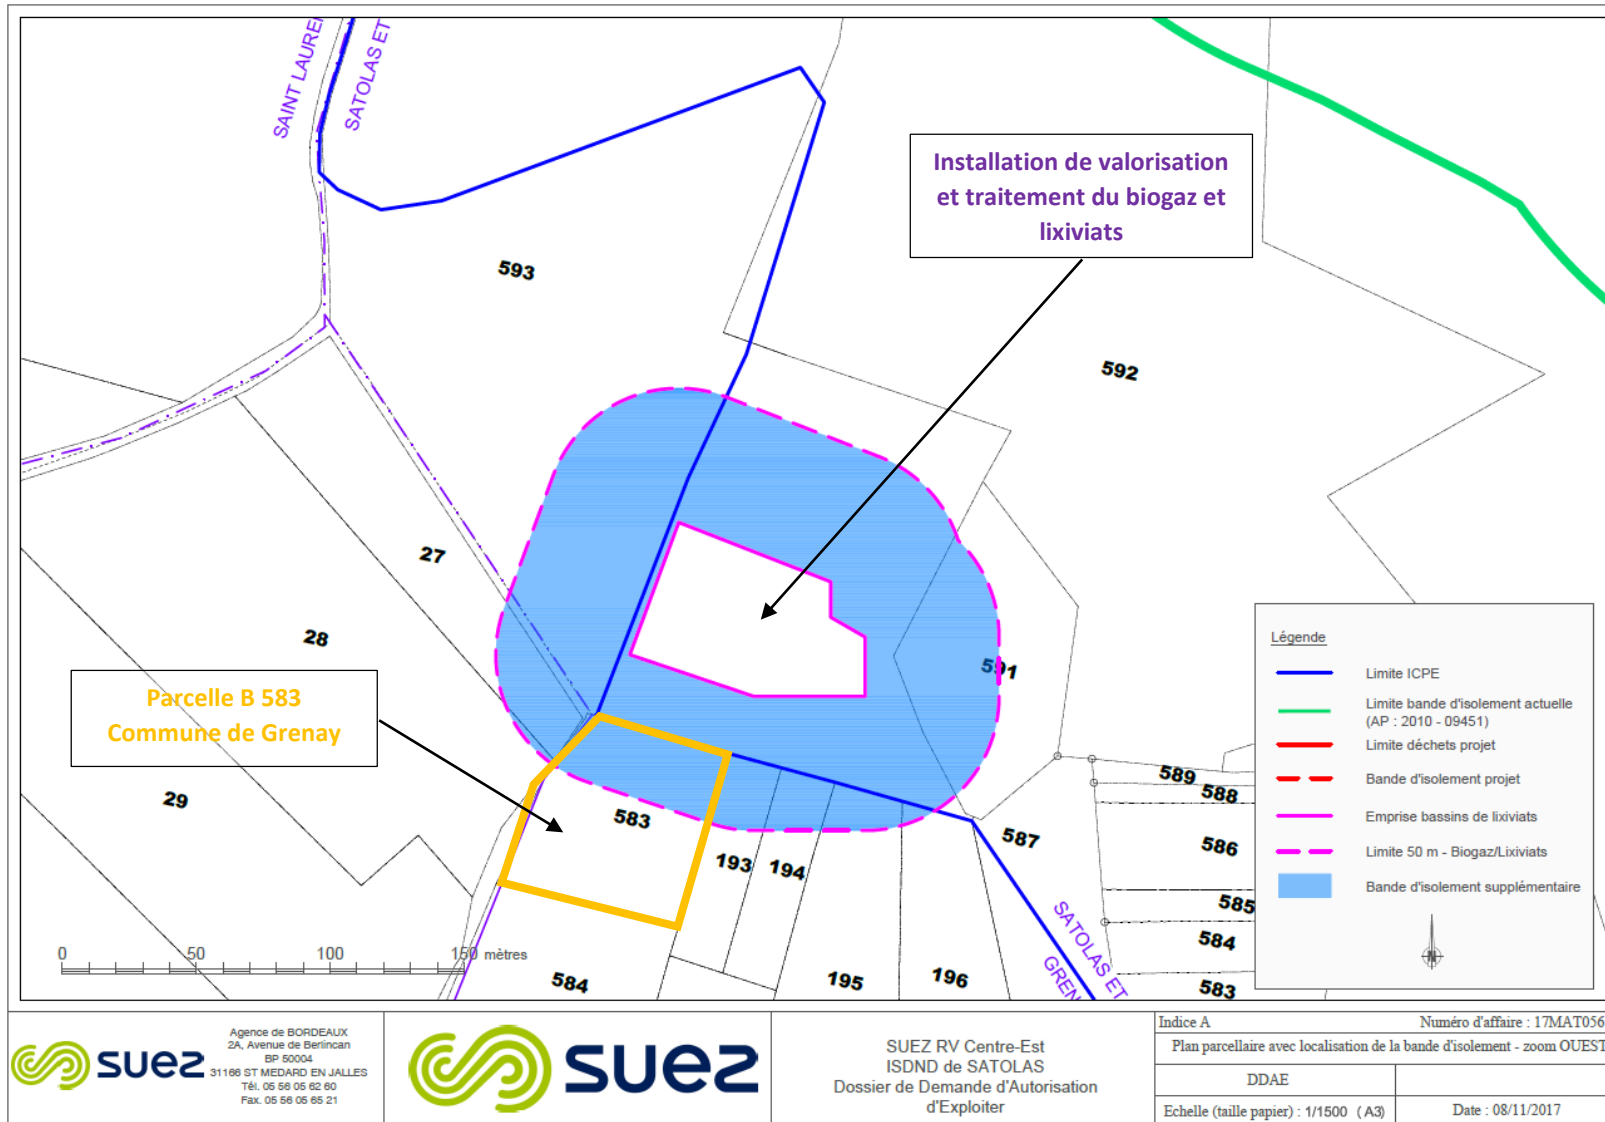 SAINT LAUREN
SATOLAS ET
Installation de valorisation
et traitement du biogaz et
lixiviats
593
592
27
28
591
Parcelle B 583
Commune de Grenay
29
583
193
194
587
589
588
586
585
584
583
584
195
196
SATOLAS ET
GREN
0 50 100 150 mètres
Légende
Limite ICPE
Limite bande d'isolement actuelle
(AP : 2010 - 09451)
Limite déchets projet
Bande d'isolement projet
Emprise bassins de lixiviats
Limite 50 m - Biogaz/Lixiviats
Bande d'isolement supplémentaire
N
suez
Agence de BORDEAUX
2A, Avenue de Berlincan
BP 50004
31166 ST MEDARD EN JALLES
Tél. 05 56 05 62 60
Fax. 05 56 05 65 21
suez
SUEZ RV Centre-Est
ISDND de SATOLAS
Dossier de Demande d'Autorisation
d'Exploiter
Indice A
Numéro d'affaire : 17MAT056
Plan parcellaire avec localisation de la bande d'isolement - zoom OUEST
DDAE
Echelle (taille papier) : 1/1500 ( A3)
Date : 08/11/2017